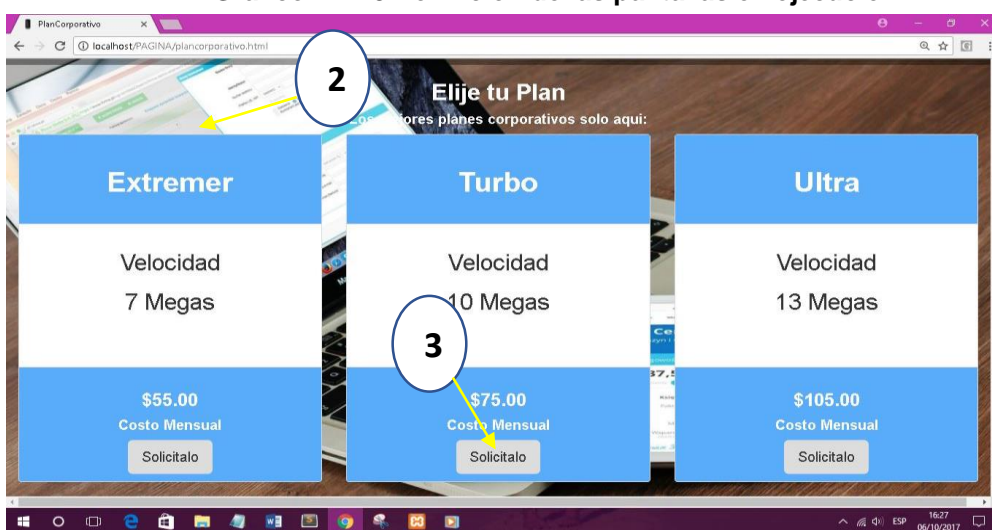 PlanCorporativo
localhost/PAGINA/plancorporativo.html
2
Elije tu Plan
planes corporativos solo aqui:
Extremer
Velocidad
7 Megas
$55.00
Costo Mensual
Solicitalo
Turbo
Velocidad
10 Megas
3
$75.00
Costo Mensual
Solicitalo
Ultra
Velocidad
13 Megas
$105.00
Costo Mensual
Solicitalo
ESP
16:27
06/10/2017